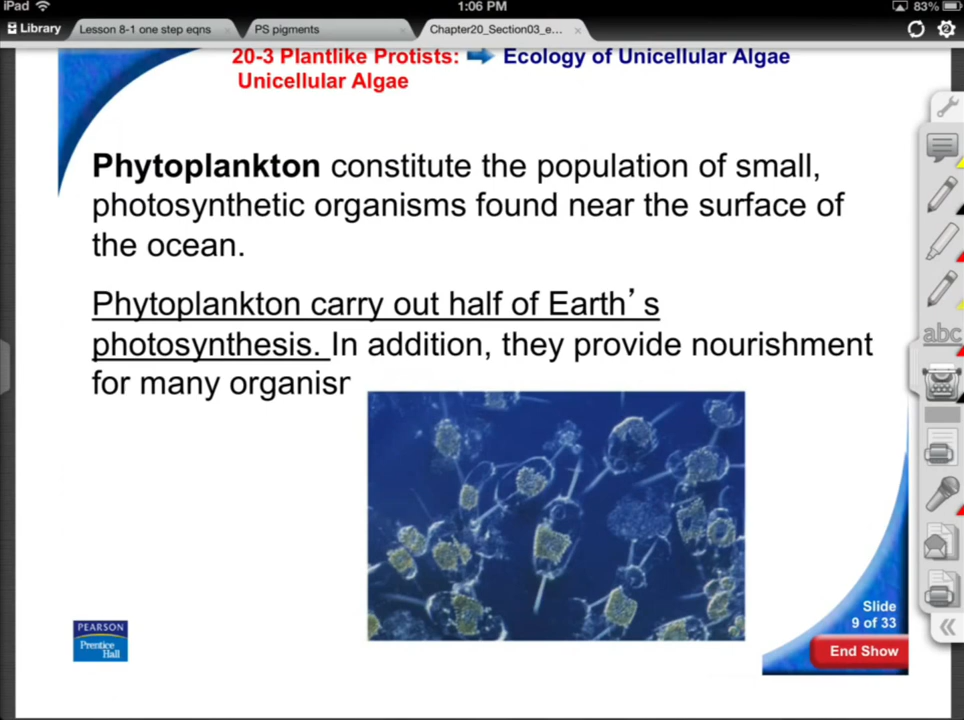 iPad 1:06 PM 83%
Library Lesson 8-1 one step eqns PS pigments Chapter20_Section03_e...
20-3 Plantlike Protists: Ecology of Unicellular Algae
Unicellular Algae
Phytoplankton constitute the population of small,
photosynthetic organisms found near the surface of
the ocean.
Phytoplankton carry out half of Earth’s
photosynthesis. In addition, they provide nourishment
for many organisr
abc
PEARSON
Prentice
Hall
Slide
9 of 33
End Show